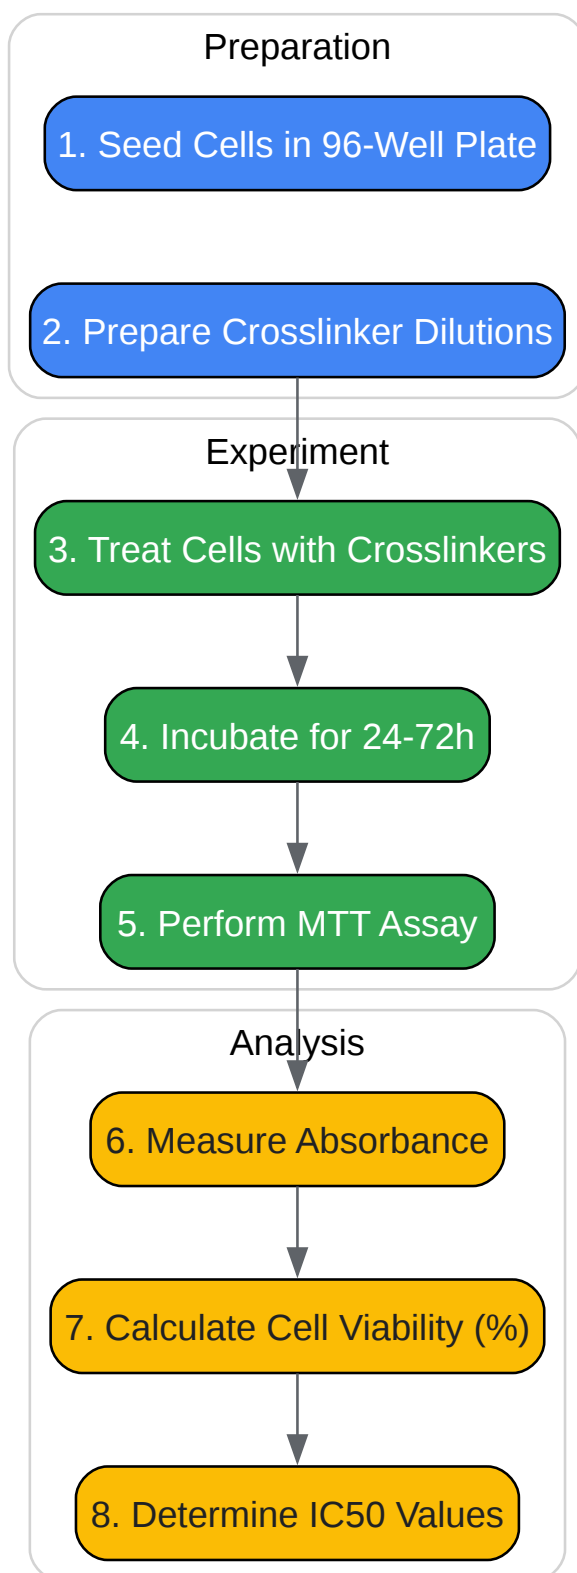 Preparation
1. Seed Cells in 96-Well Plate
2. Prepare Crosslinker Dilutions
Experiment
3. Treat Cells with Crosslinkers
4. Incubate for 24-72h
5. Perform MTT Assay
Analysis
6. Measure Absorbance
7. Calculate Cell Viability (%)
8. Determine IC50 Values